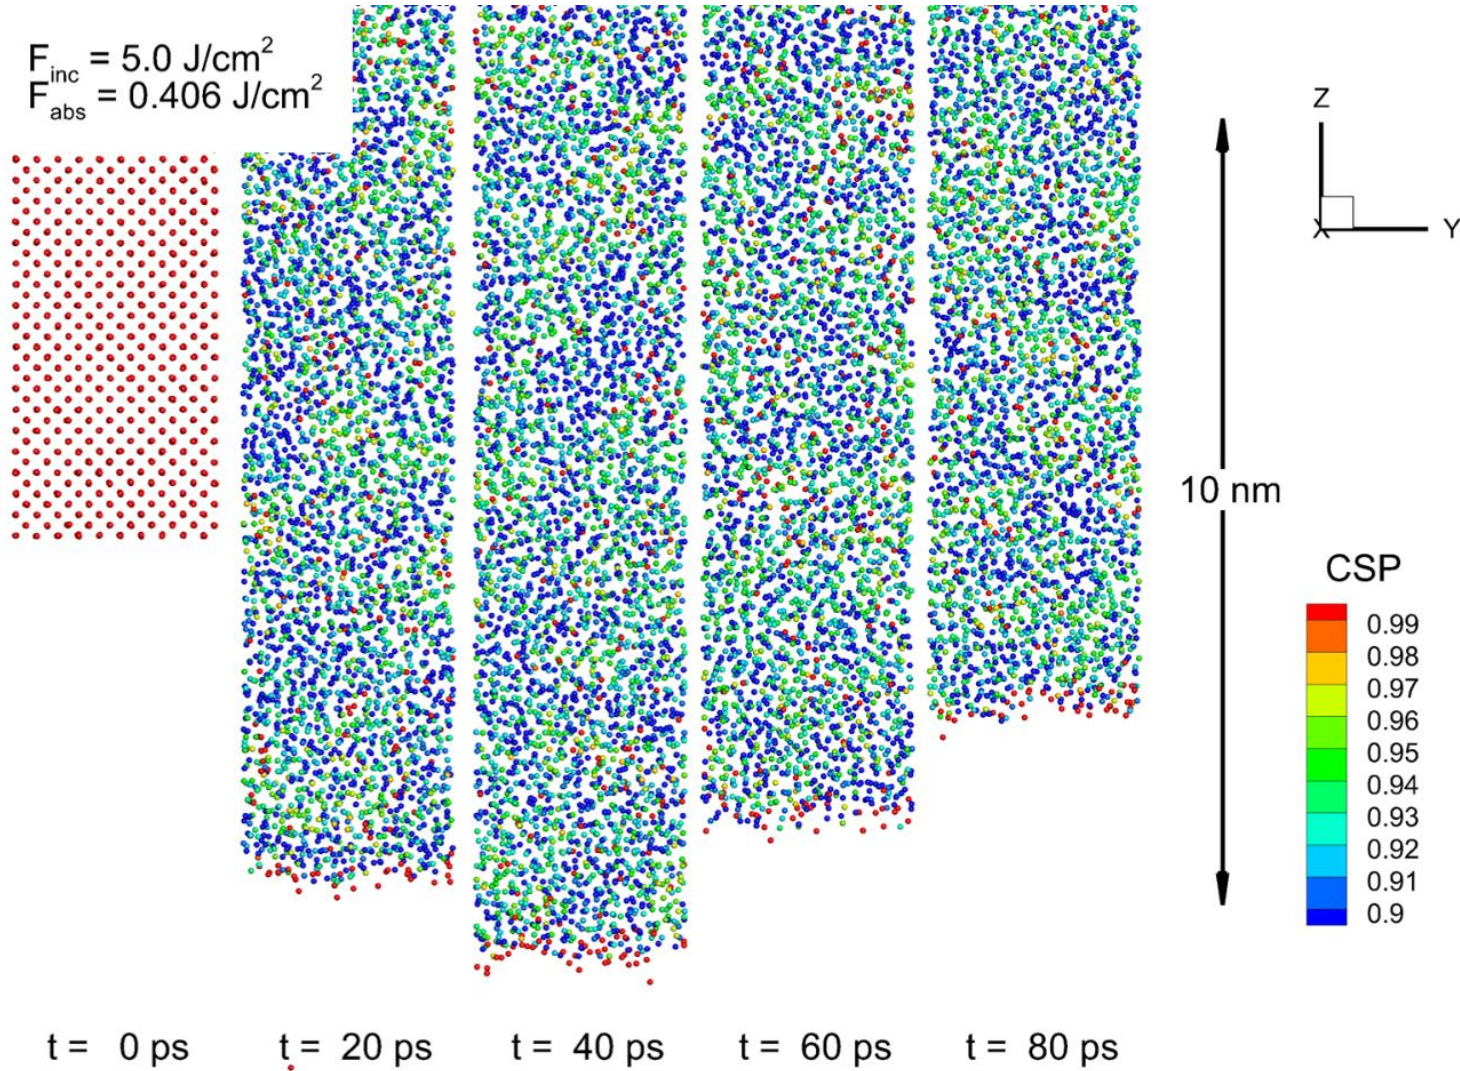 F_inc = 5.0 J/cm²
F_abs = 0.406 J/cm²
Z
X
Y
10 nm
CSP
0.99
0.98
0.97
0.96
0.95
0.94
0.93
0.92
0.91
0.9
t = 0 ps
t = 20 ps
t = 40 ps
t = 60 ps
t = 80 ps